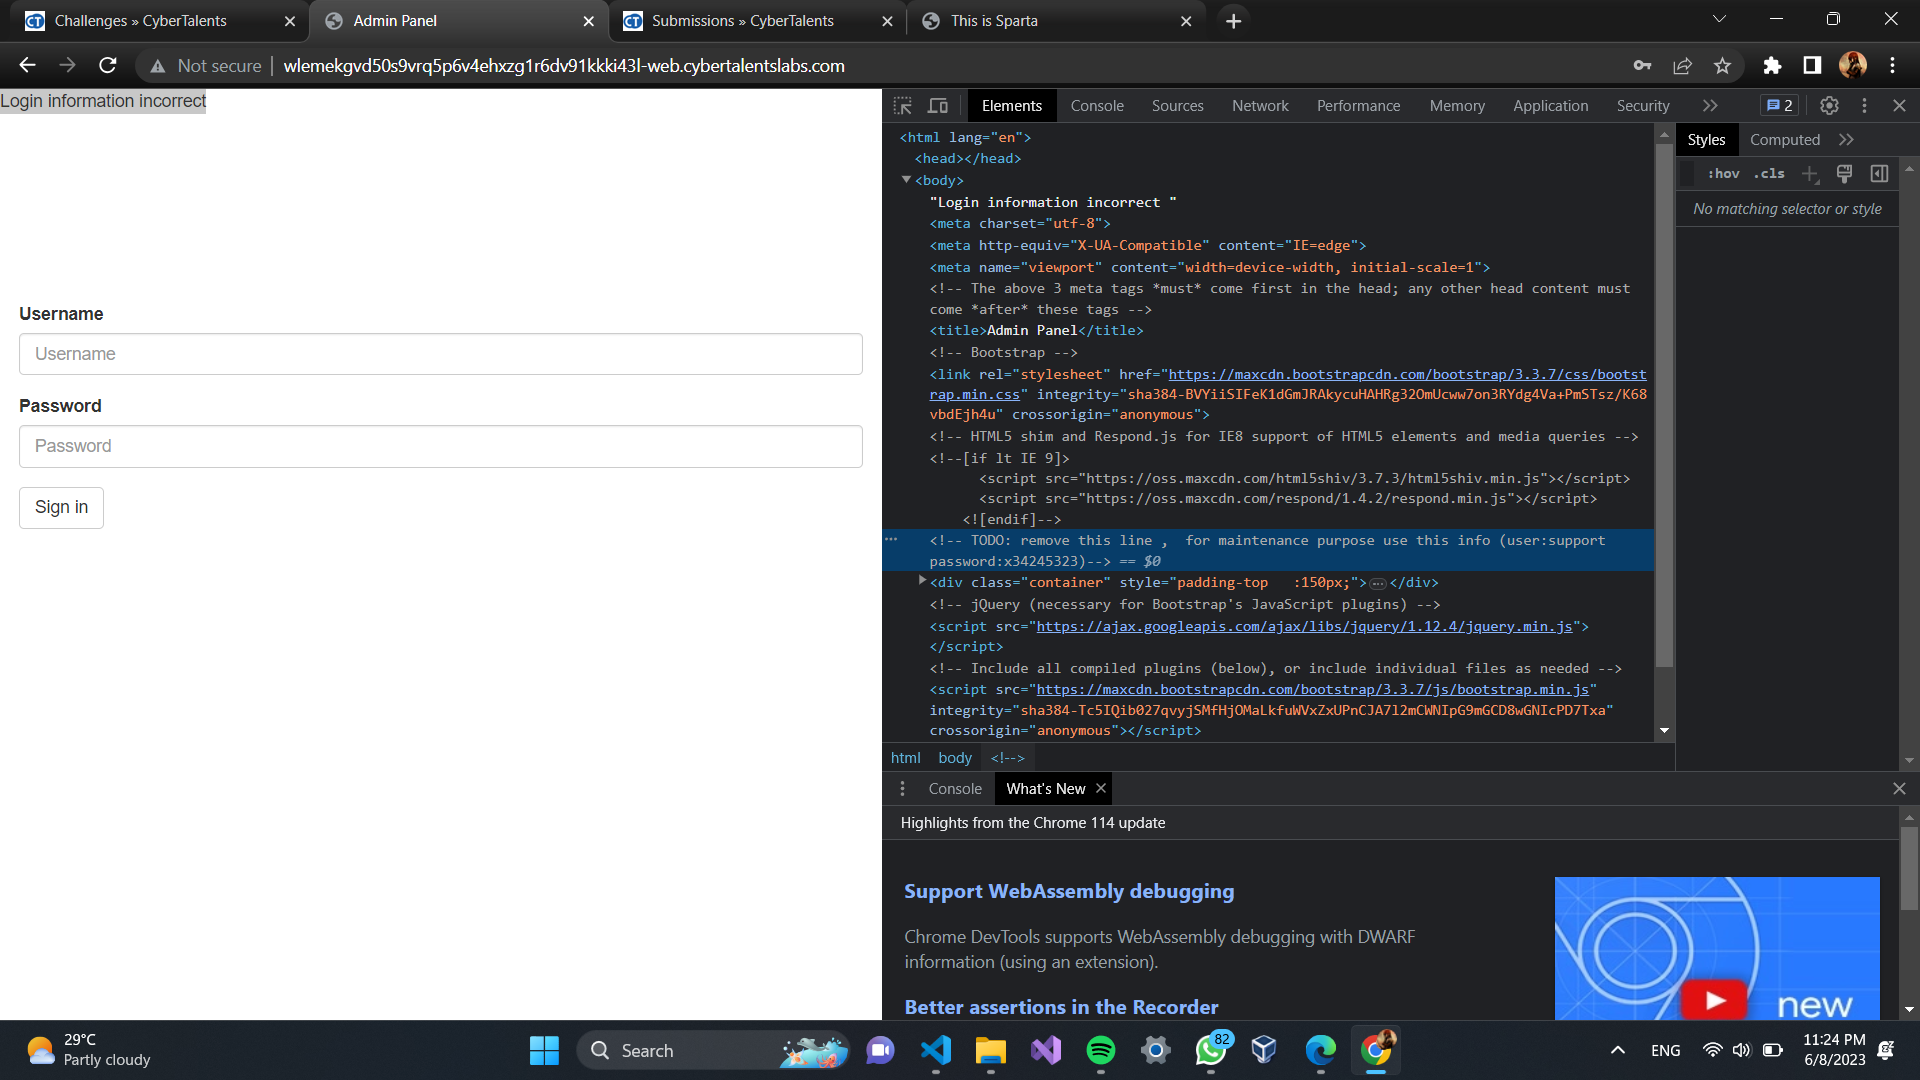 Challenges » CyberTalents
Admin Panel
Submissions » CyberTalents
This is Sparta
Not secure
wlemekgvd50s9vrq5p6v4ehxzg1r6dv91kkki43l-web.cybertalentslabs.com
Login information incorrect
Username
Username
Password
Password
Sign in
Elements Console Sources Network Performance Memory Application Security 2
<html lang="en">
<head></head>
<body>
"Login information incorrect "
<meta charset="utf-8">
<meta http-equiv="X-UA-Compatible" content="IE=edge">
<meta name="viewport" content="width=device-width, initial-scale=1">
<!-- The above 3 meta tags *must* come first in the head; any other head content must
come *after* these tags -->
<title>Admin Panel</title>
<!-- Bootstrap -->
<link rel="stylesheet" href="https://maxcdn.bootstrapcdn.com/bootstrap/3.3.7/css/bootst
rap.min.css" integrity="sha384-BVYiiSIFeK1dGmJRAkycuHAHRg32OmUcww7on3RYdg4Va+PmSTsz/K68
vbdEjh4u" crossorigin="anonymous">
<!-- HTML5 shim and Respond.js for IE8 support of HTML5 elements and media queries -->
<!--[if lt IE 9]>
<script src="https://oss.maxcdn.com/html5shiv/3.7.3/html5shiv.min.js"></script>
<script src="https://oss.maxcdn.com/respond/1.4.2/respond.min.js"></script>
<![endif]-->
<!-- TODO: remove this line ,  for maintenance purpose use this info (user:support
password:x34245323)--> == $0
<div class="container" style="padding-top   :150px;">…</div>
<!-- jQuery (necessary for Bootstrap's JavaScript plugins) -->
<script src="https://ajax.googleapis.com/ajax/libs/jquery/1.12.4/jquery.min.js">
</script>
<!-- Include all compiled plugins (below), or include individual files as needed -->
<script src="https://maxcdn.bootstrapcdn.com/bootstrap/3.3.7/js/bootstrap.min.js"
integrity="sha384-Tc5IQib027qvyjSMfHjOMaLkfuWVxZxUPnCJA7l2mCWNIpG9mGCD8wGNIcPD7Txa"
crossorigin="anonymous"></script>
html body <!-->
Styles Computed
:hov .cls
No matching selector or style
Console What's New
Highlights from the Chrome 114 update
Support WebAssembly debugging
Chrome DevTools supports WebAssembly debugging with DWARF
information (using an extension).
Better assertions in the Recorder
new
29°C
Partly cloudy
Search
82
ENG
11:24 PM
6/8/2023